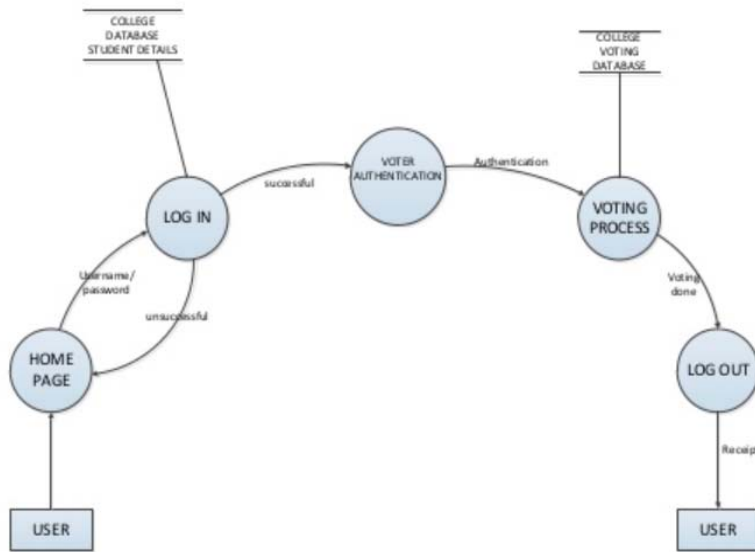 COLLEGE
DATABASE
STUDENT DETAILS
COLLEGE
VOTING
DATABASE
VOTER
AUTHENTICATION
Authentication
successful
LOG IN
VOTING
PROCESS
Username/
password
Voting
done
unsuccessful
HOME
PAGE
LOG OUT
Receip
USER
USER